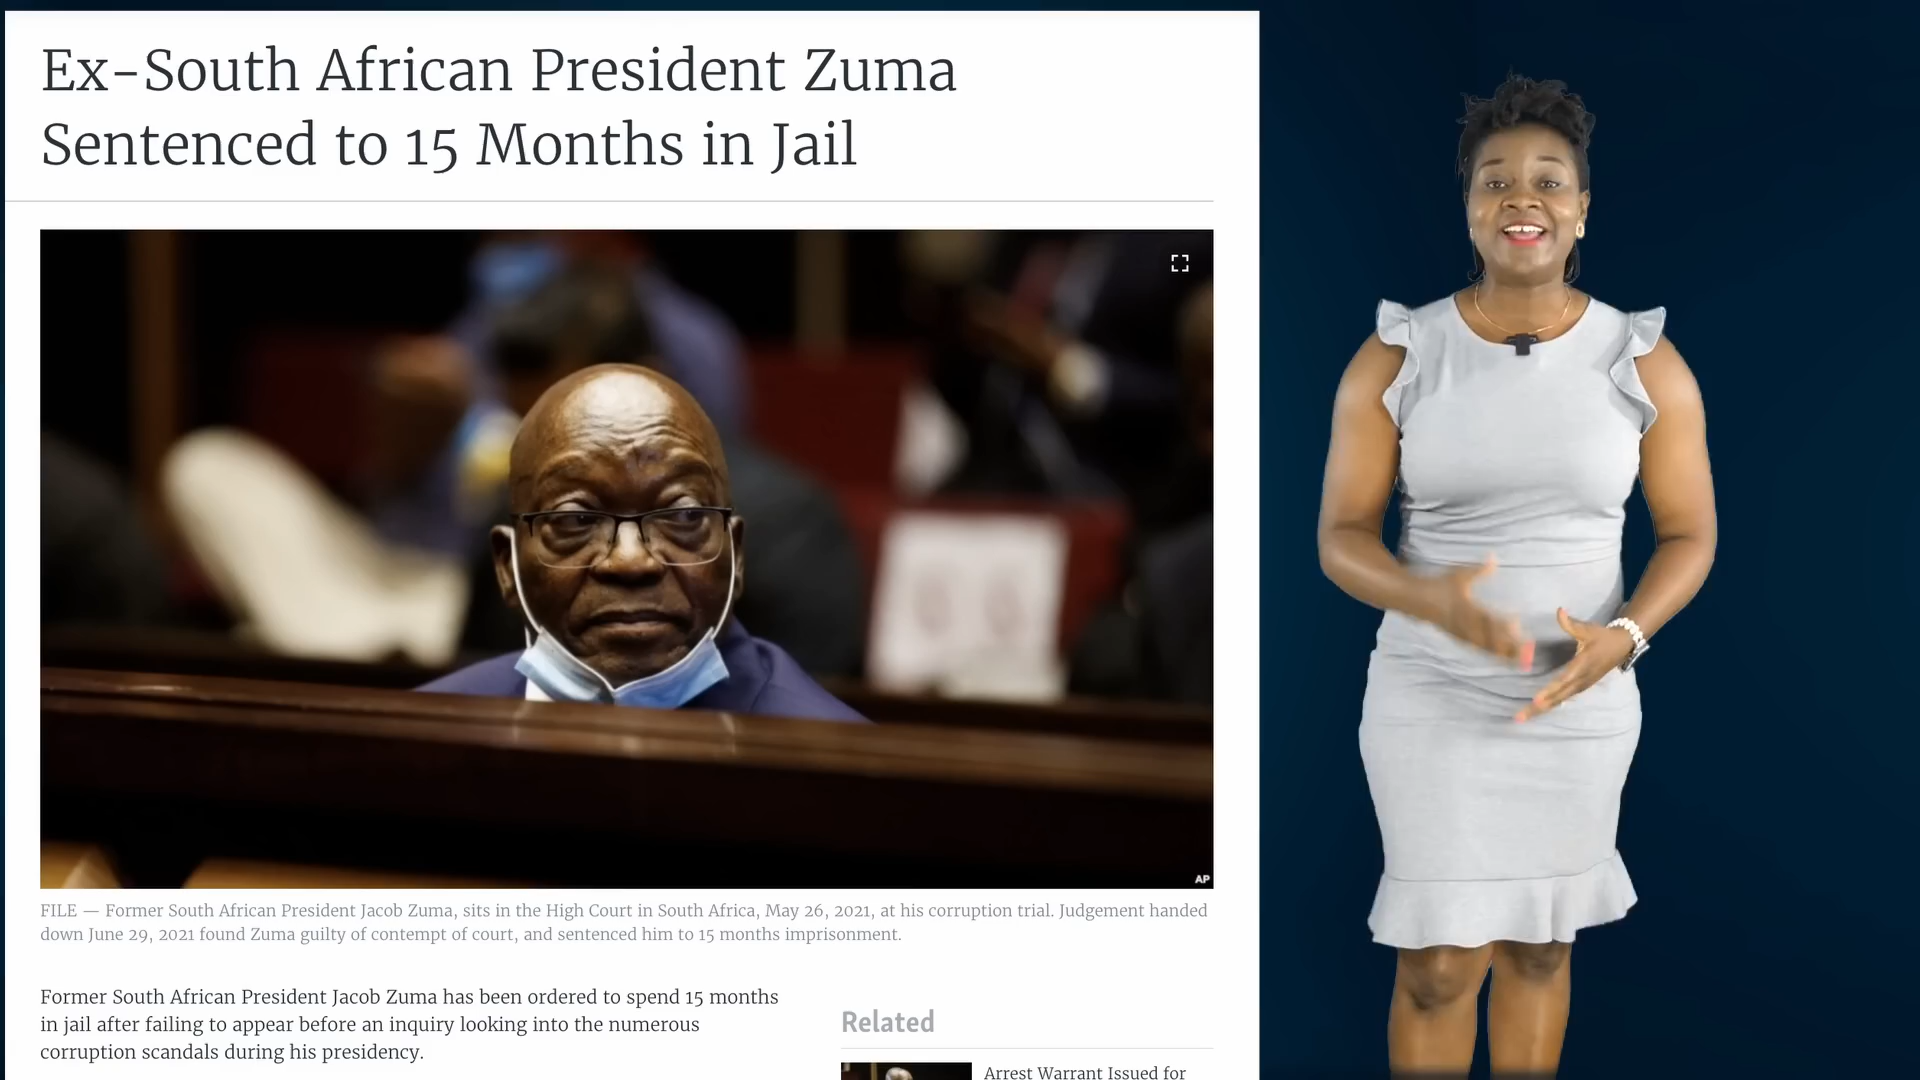 Ex-South African President Zuma
Sentenced to 15 Months in Jail
AP
FILE — Former South African President Jacob Zuma, sits in the High Court in South Africa, May 26, 2021, at his corruption trial. Judgement handed
down June 29, 2021 found Zuma guilty of contempt of court, and sentenced him to 15 months imprisonment.
Former South African President Jacob Zuma has been ordered to spend 15 months
in jail after failing to appear before an inquiry looking into the numerous
corruption scandals during his presidency.
Related
Arrest Warrant Issued for